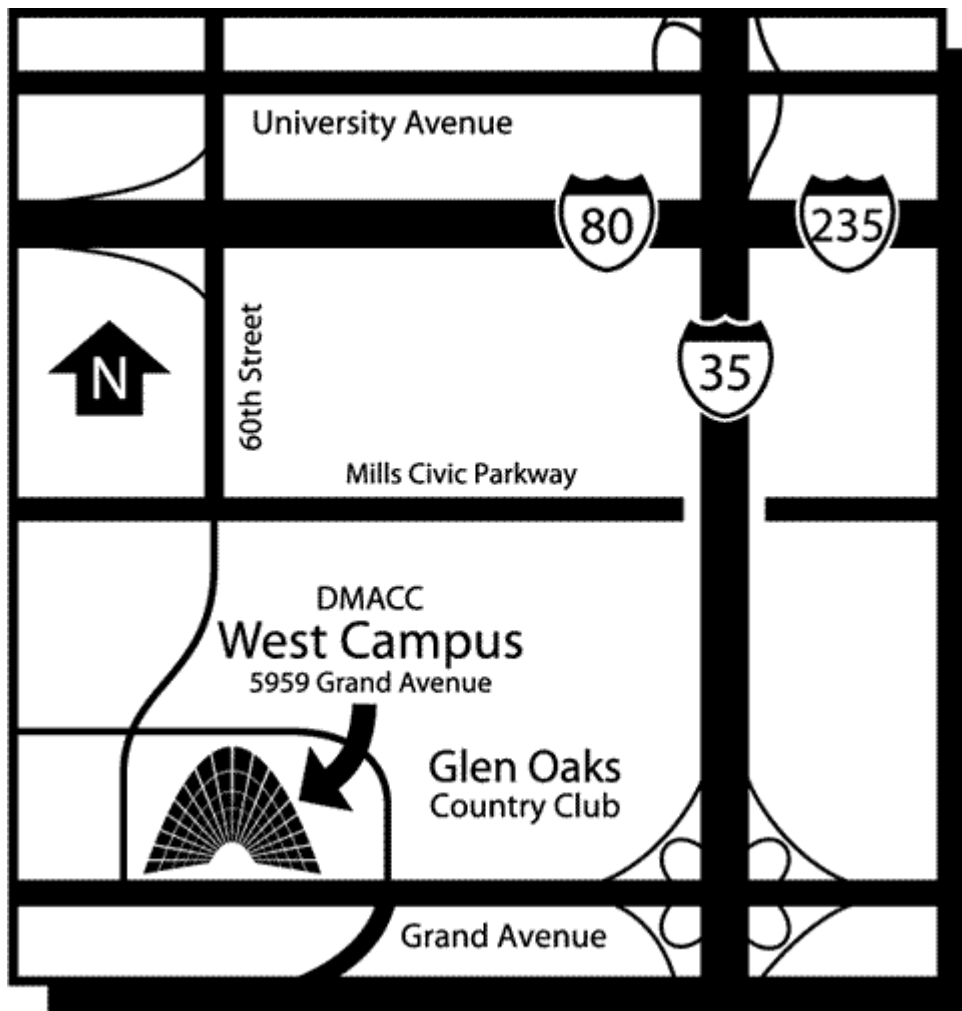 University Avenue
80
235
35
60th Street
N
Mills Civic Parkway
DMACC
West Campus
5959 Grand Avenue
Glen Oaks
Country Club
Grand Avenue